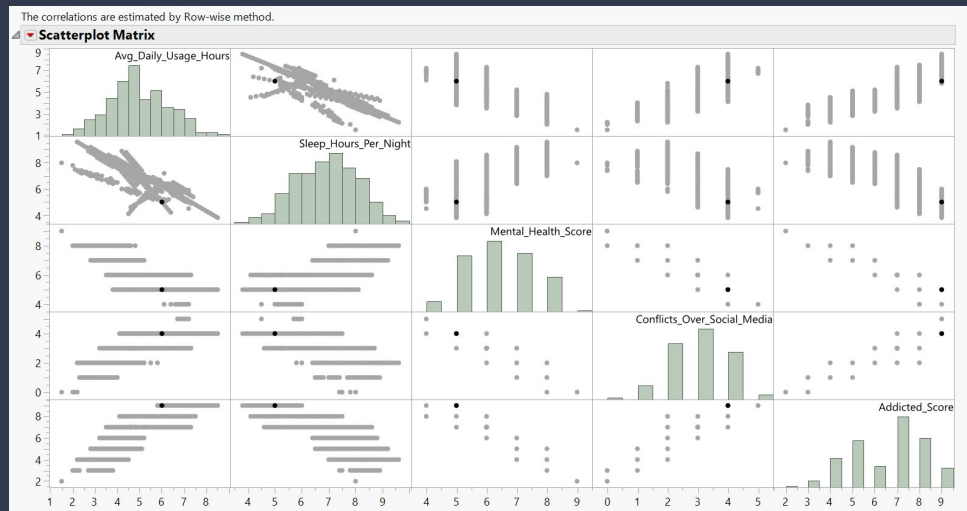 The correlations are estimated by Row-wise method.
Scatterplot Matrix
9
7
5
3
1
Avg_Daily_Usage_Hours
8
6
4
Sleep_Hours_Per_Night
8
6
4
Mental_Health_Score
4
2
0
Conflicts_Over_Social_Media
8
6
4
2
Addicted_Score
1 2 3 4 5 6 7 8 4 5 6 7 8 9 4 5 6 7 8 9 0 1 2 3 4 5 2 3 4 5 6 7 8 9